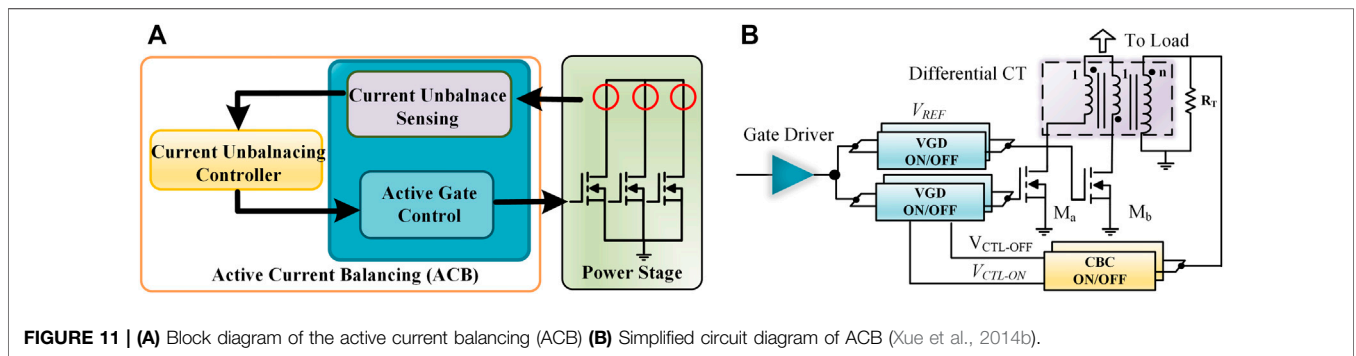 A
Current Unbalnace
Sensing
Current Unbalnacing
Controller
Active Gate
Control
Active Current Balancing (ACB)
Power Stage
B
To Load
Differential CT
1
1
n
R_T
V_REF
Gate Driver
VGD
ON/OFF
VGD
ON/OFF
M_a
M_b
V_CTL-OFF
V_CTL-ON
CBC
ON/OFF
FIGURE 11 | (A) Block diagram of the active current balancing (ACB) (B) Simplified circuit diagram of ACB (Xue et al., 2014b).